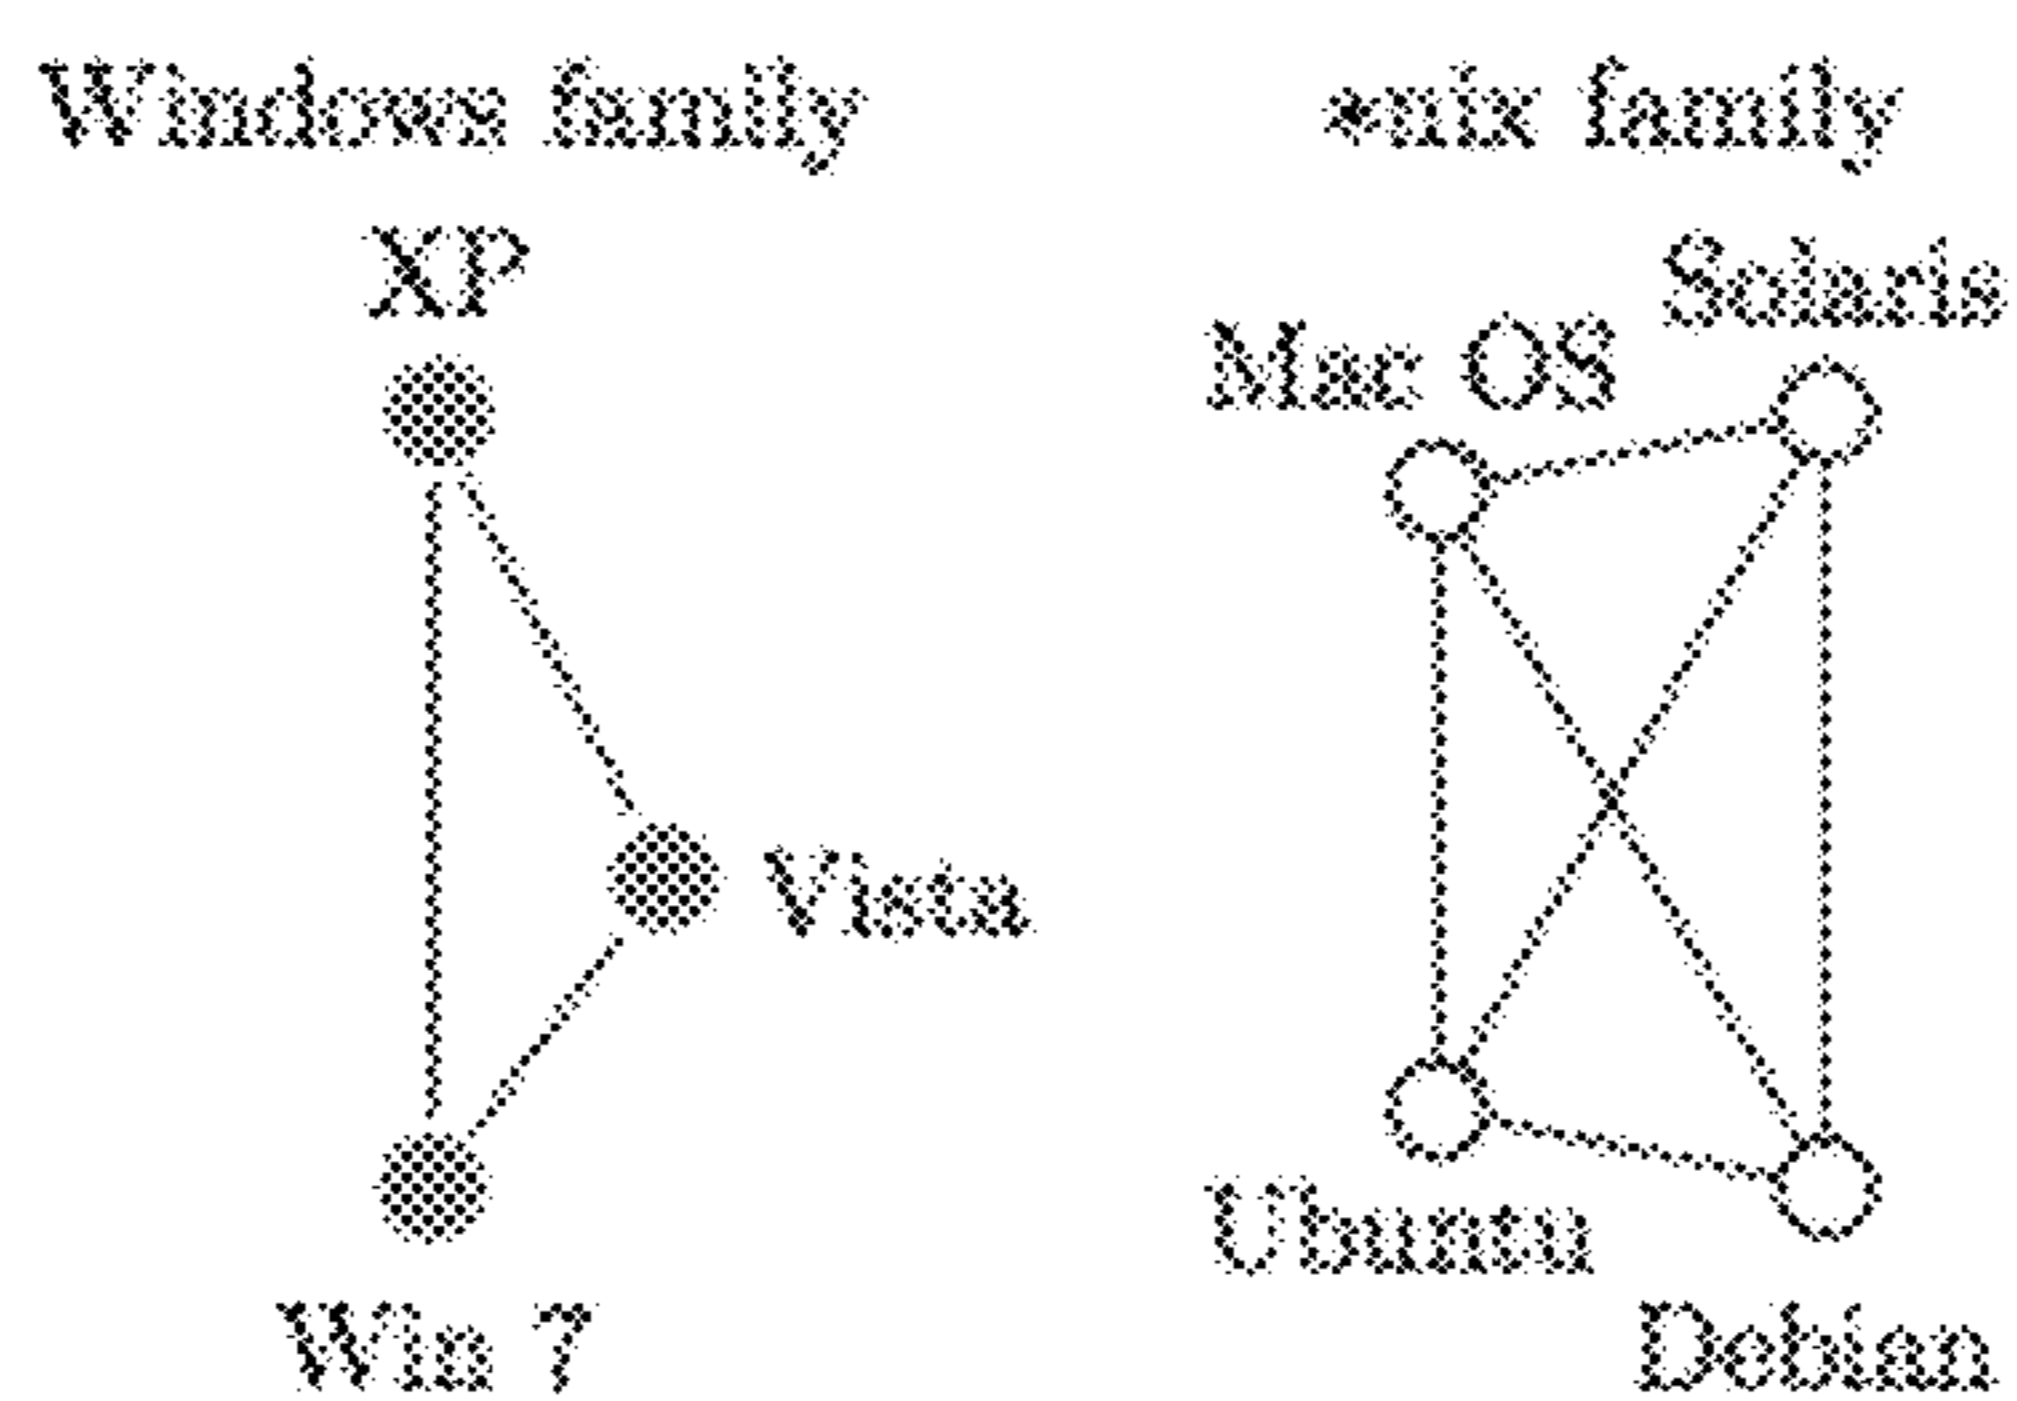 Windows family
*nix family
XP
Solaris
Mac OS
Vista
Ubuntu
Win 7
Debian